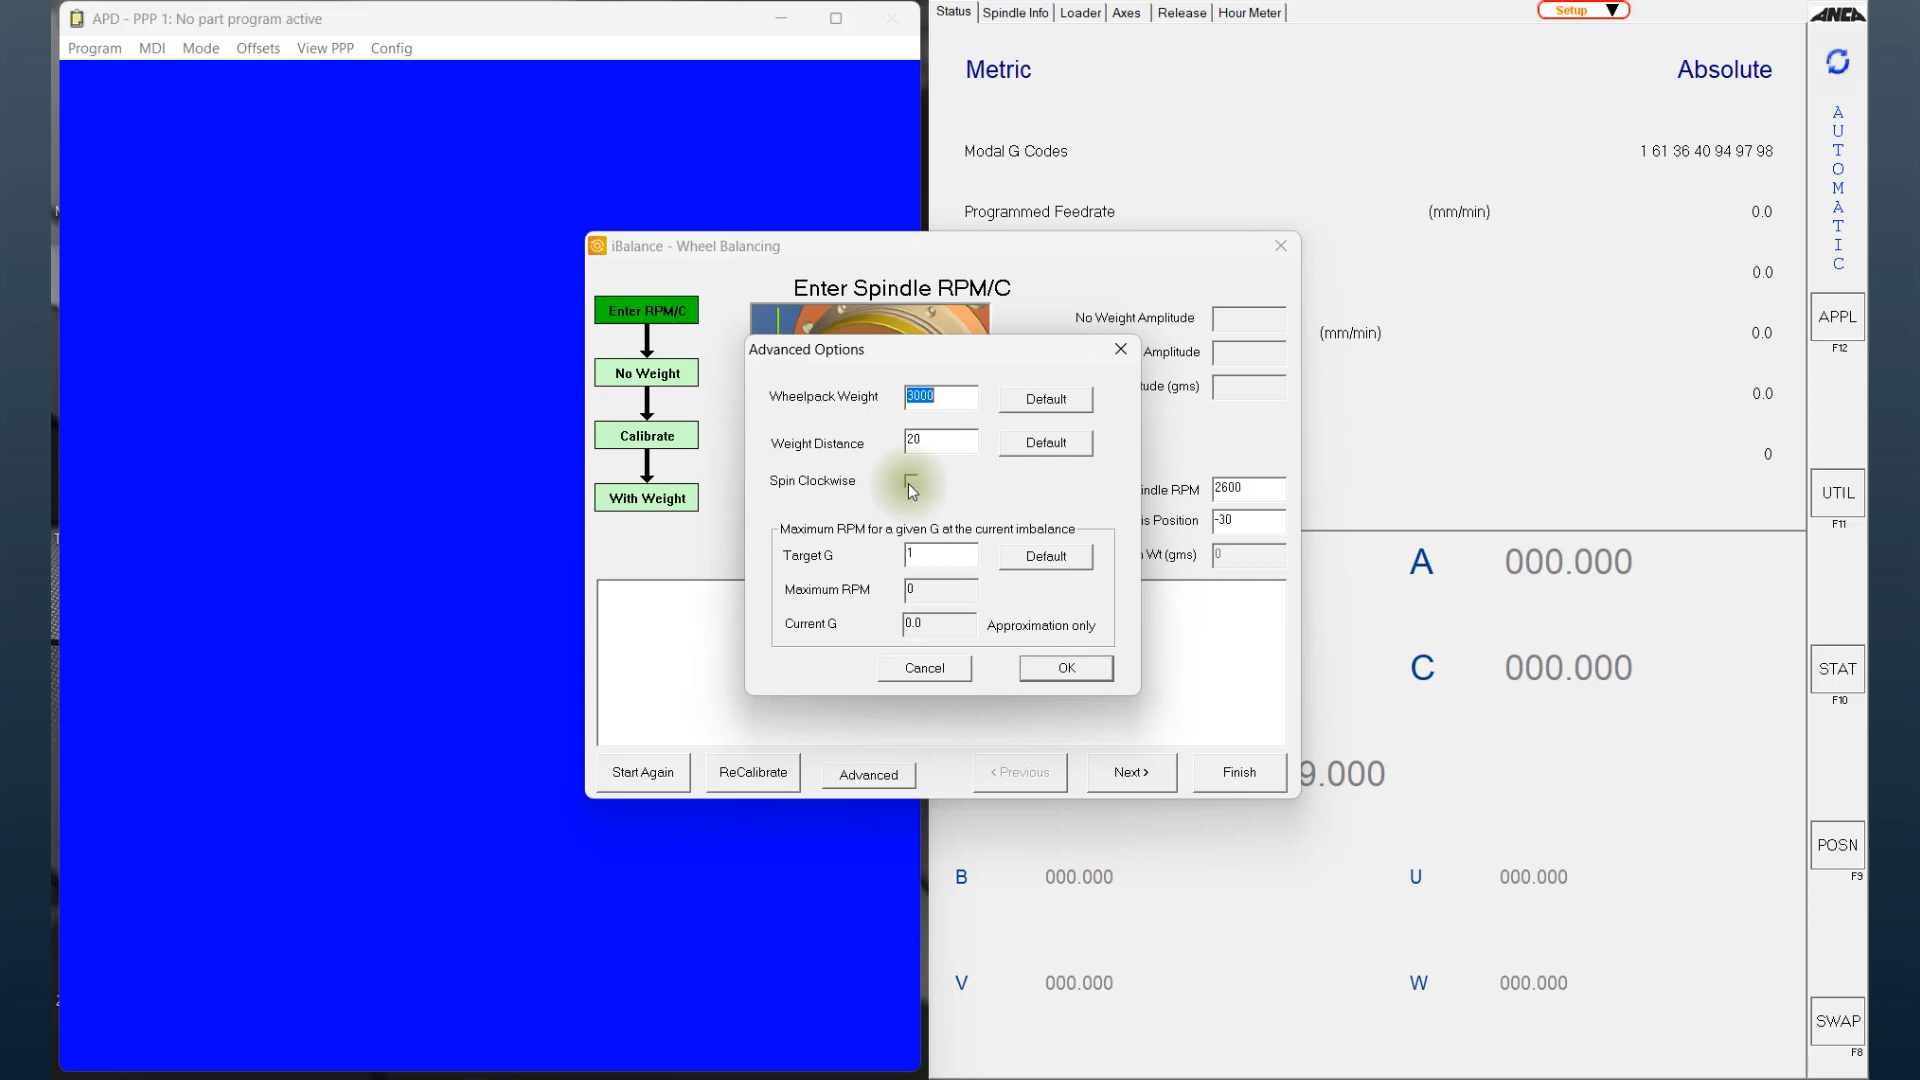 APD - PPP 1: No part program active
Program MDI Mode Offsets View PPP Config
Status Spindle Info Loader Axes Release Hour Meter
Setup
ANCA
Metric Absolute
Modal G Codes 1 61 36 40 94 97 98
Programmed Feedrate (mm/min) 0.0
0.0
(mm/min) 0.0
0.0
0
AUTOMATIC
APPL
F12
UTIL
F11
STAT
F10
POSN
F9
SWAP
F8
iBalance - Wheel Balancing
Enter Spindle RPM/C
Enter RPM/C
No Weight
Calibrate
With Weight
No Weight Amplitude
Amplitude
tude (gms)
indle RPM 2600
is Position -30
Wt (gms) 0
Advanced Options
Wheelpack Weight 3000 Default
Weight Distance 20 Default
Spin Clockwise
Maximum RPM for a given G at the current imbalance
Target G 1 Default
Maximum RPM 0
Current G 0.0 Approximation only
Cancel OK
Start Again ReCalibrate Advanced < Previous Next > Finish
A 000.000
C 000.000
9.000
B 000.000 U 000.000
V 000.000 W 000.000